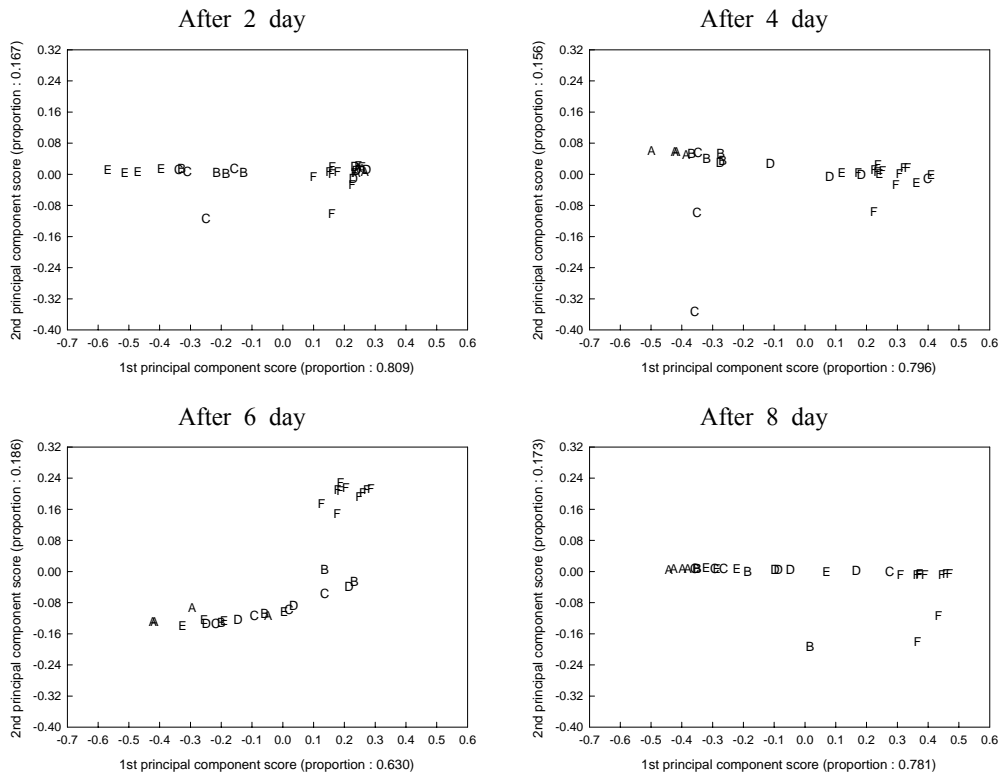 After 2 day
After 4 day
2nd principal component score (proportion : 0.167)
0.32
0.24
0.16
0.08
0.00
-0.08
-0.16
-0.24
-0.32
-0.40
-0.7 -0.6 -0.5 -0.4 -0.3 -0.2 -0.1 0.0 0.1 0.2 0.3 0.4 0.5 0.6
1st principal component score (proportion : 0.809)
2nd principal component score (proportion : 0.156)
0.32
0.24
0.16
0.08
0.00
-0.08
-0.16
-0.24
-0.32
-0.40
-0.7 -0.6 -0.5 -0.4 -0.3 -0.2 -0.1 0.0 0.1 0.2 0.3 0.4 0.5 0.6
1st principal component score (proportion : 0.796)
After 6 day
After 8 day
2nd principal component score (proportion : 0.186)
0.32
0.24
0.16
0.08
0.00
-0.08
-0.16
-0.24
-0.32
-0.40
-0.7 -0.6 -0.5 -0.4 -0.3 -0.2 -0.1 0.0 0.1 0.2 0.3 0.4 0.5 0.6
1st principal component score (proportion : 0.630)
2nd principal component score (proportion : 0.173)
0.32
0.24
0.16
0.08
0.00
-0.08
-0.16
-0.24
-0.32
-0.40
-0.7 -0.6 -0.5 -0.4 -0.3 -0.2 -0.1 0.0 0.1 0.2 0.3 0.4 0.5 0.6
1st principal component score (proportion : 0.781)